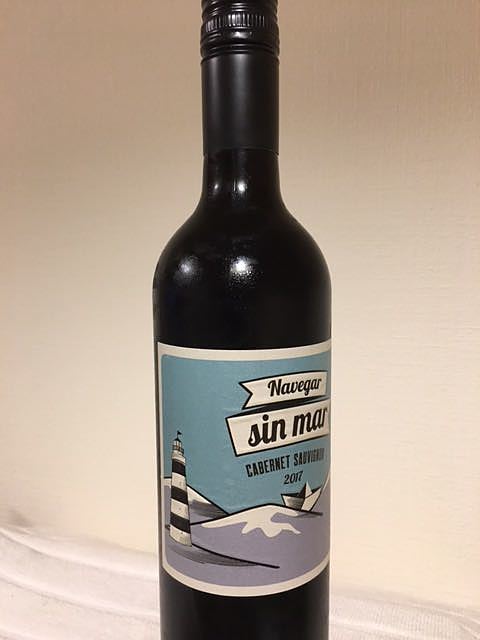 Navegar
sin mar
CABERNET SAUVIGNON
2017